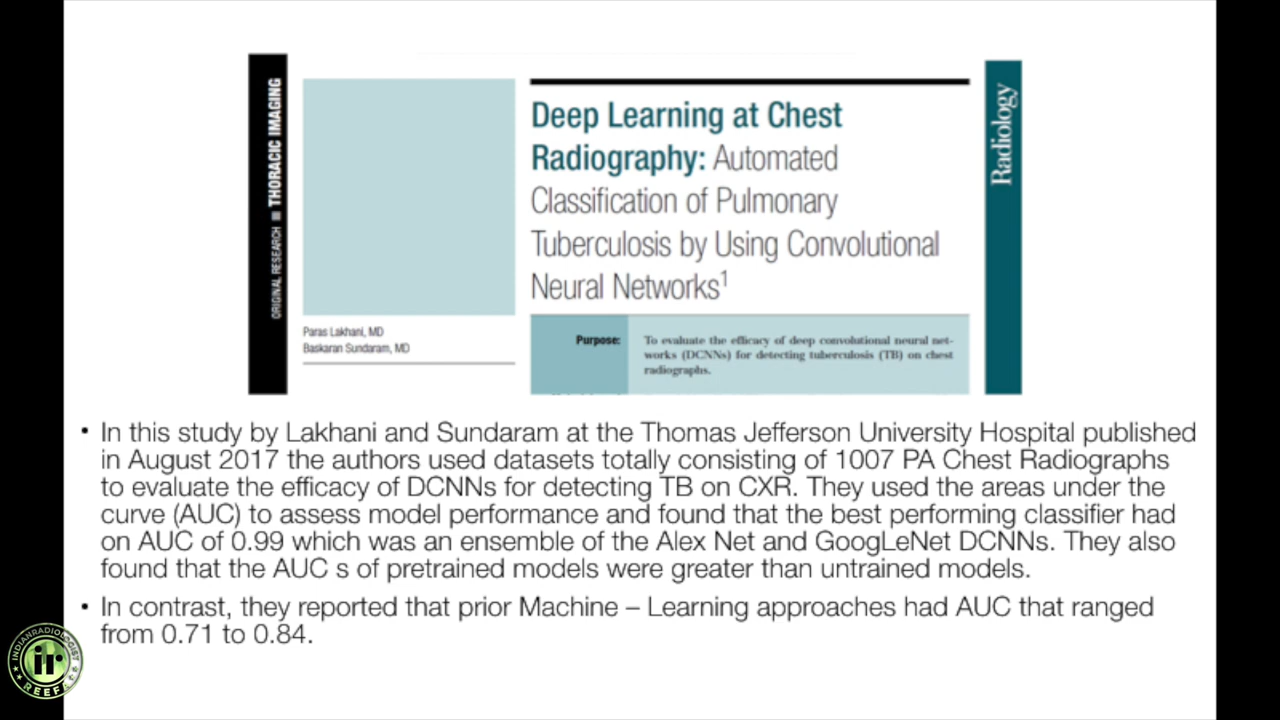 ORIGINAL RESEARCH ■ THORACIC IMAGING
Paras Lakhani, MD
Baskaran Sundaram, MD
Deep Learning at Chest
Radiography: Automated
Classification of Pulmonary
Tuberculosis by Using Convolutional
Neural Networks¹
Purpose:
To evaluate the efficacy of deep convolutional neural net-
works (DCNNs) for detecting tuberculosis (TB) on chest
radiographs.
Radiology
• In this study by Lakhani and Sundaram at the Thomas Jefferson University Hospital published
in August 2017 the authors used datasets totally consisting of 1007 PA Chest Radiographs
to evaluate the efficacy of DCNNs for detecting TB on CXR. They used the areas under the
curve (AUC) to assess model performance and found that the best performing classifier had
on AUC of 0.99 which was an ensemble of the Alex Net and GoogLeNet DCNNs. They also
found that the AUC s of pretrained models were greater than untrained models.
• In contrast, they reported that prior Machine – Learning approaches had AUC that ranged
from 0.71 to 0.84.
INDIANRADIOLOGIST
ir